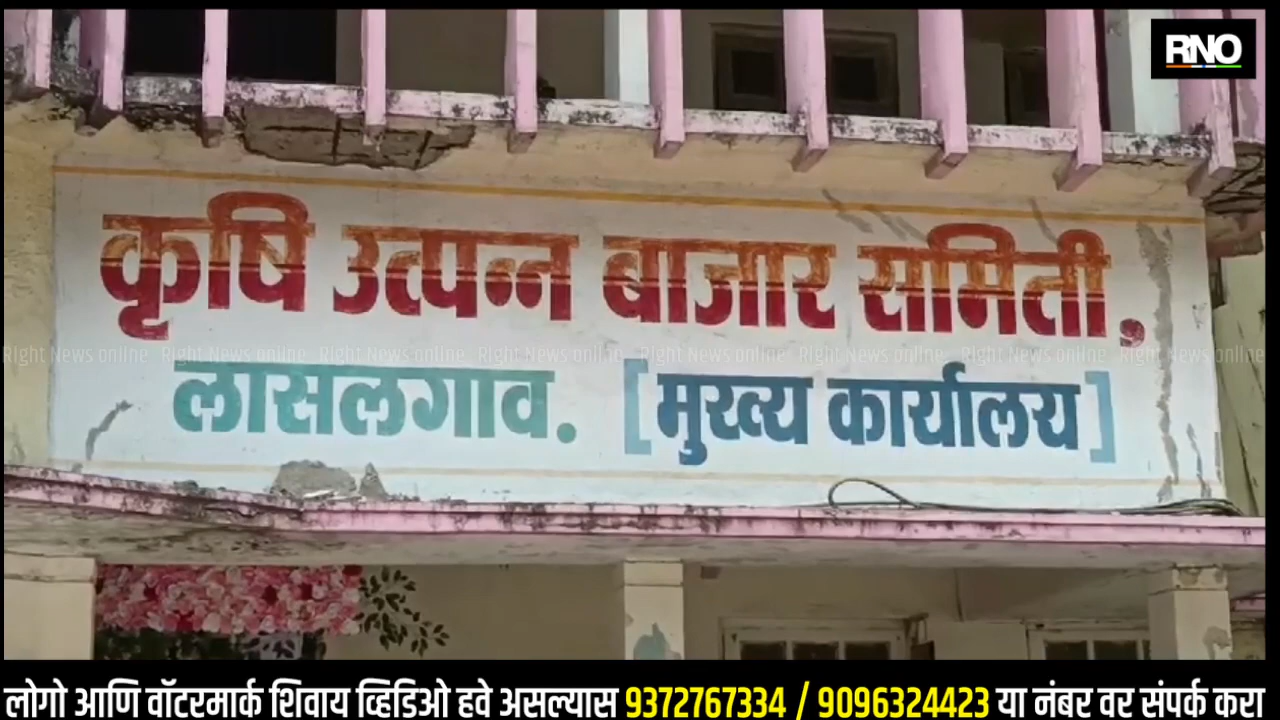 RNO
कृषि उत्पन्न बाजार समिती.
Right News online Right News online Right News online Right News online Right News online Right News online Right News online Right News online
लासलगाव. [मुख्य कार्यालय]
लोगो आणि वॉटरमार्क शिवाय व्हिडिओ हवे असल्यास 9372767334 / 9096324423 या नंबर वर संपर्क करा